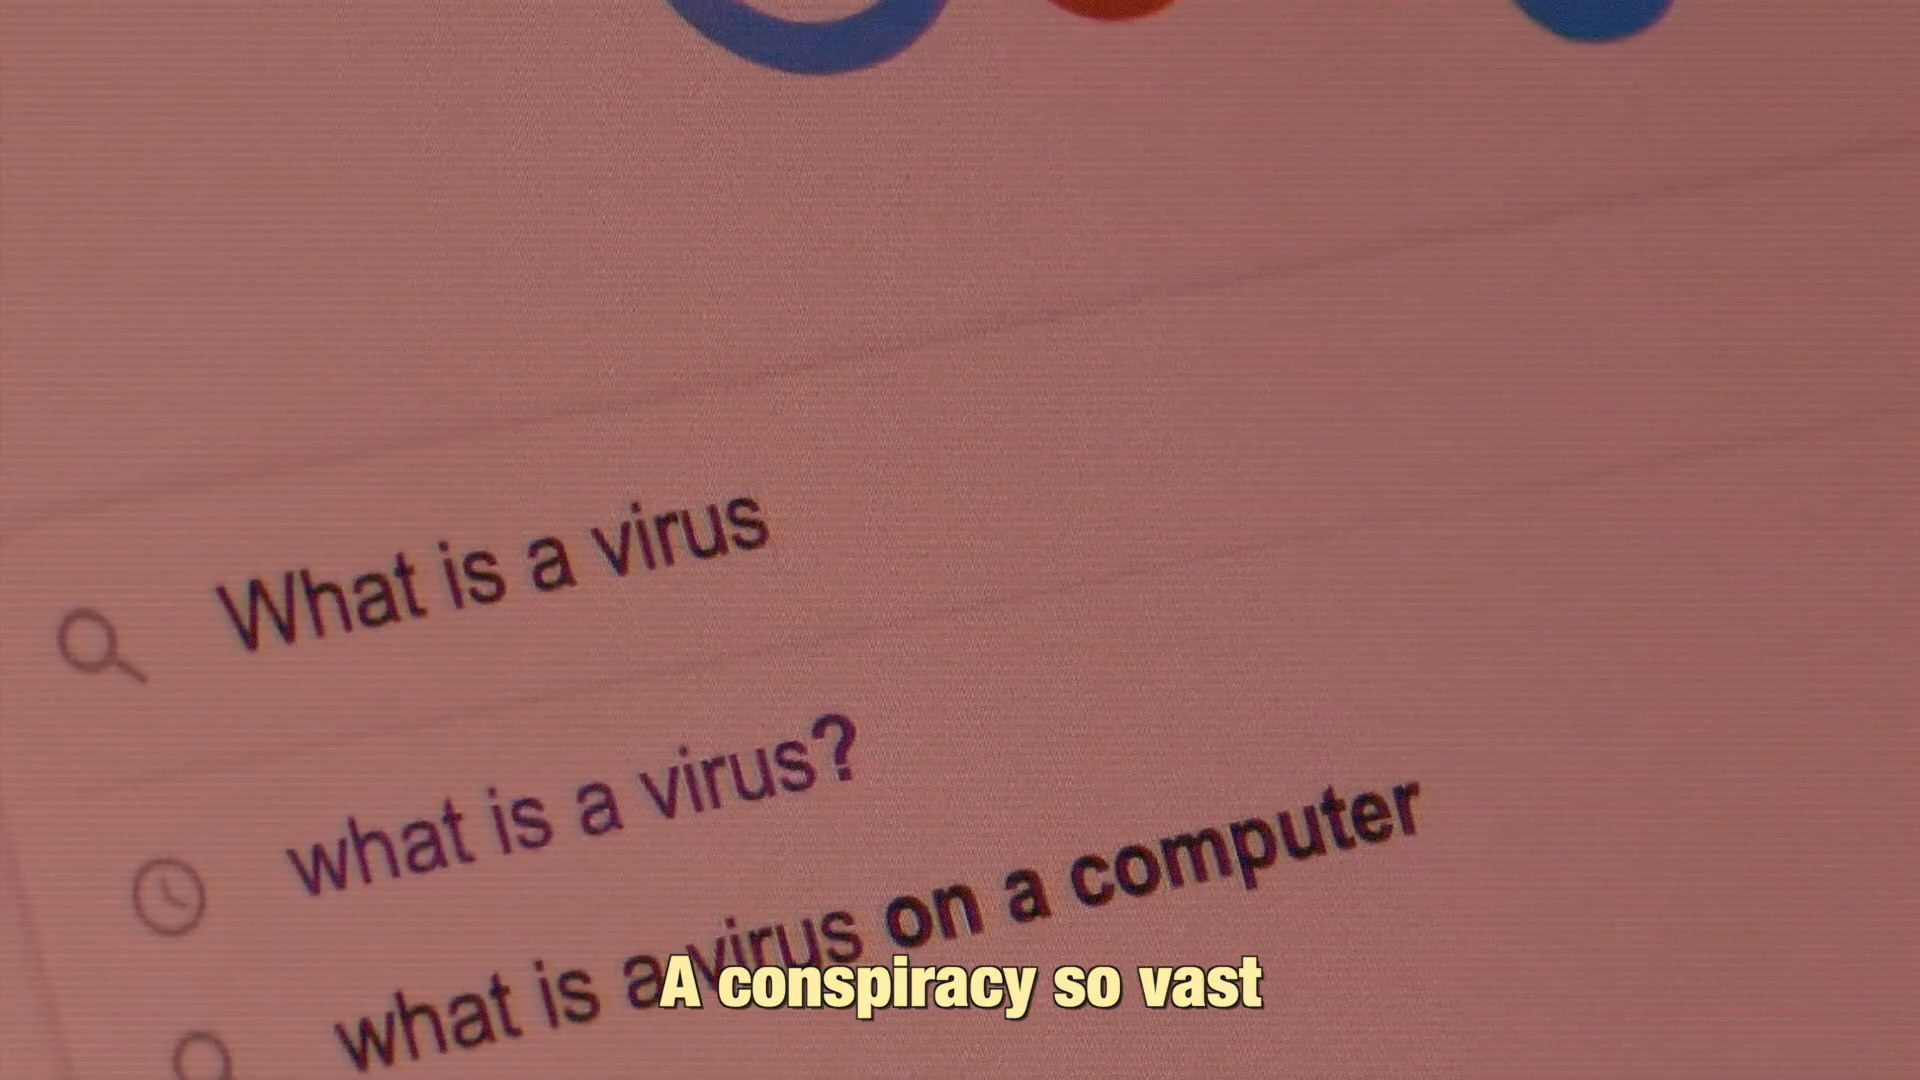 What is a virus
what is a virus?
what is a virus on a computer
A conspiracy so vast